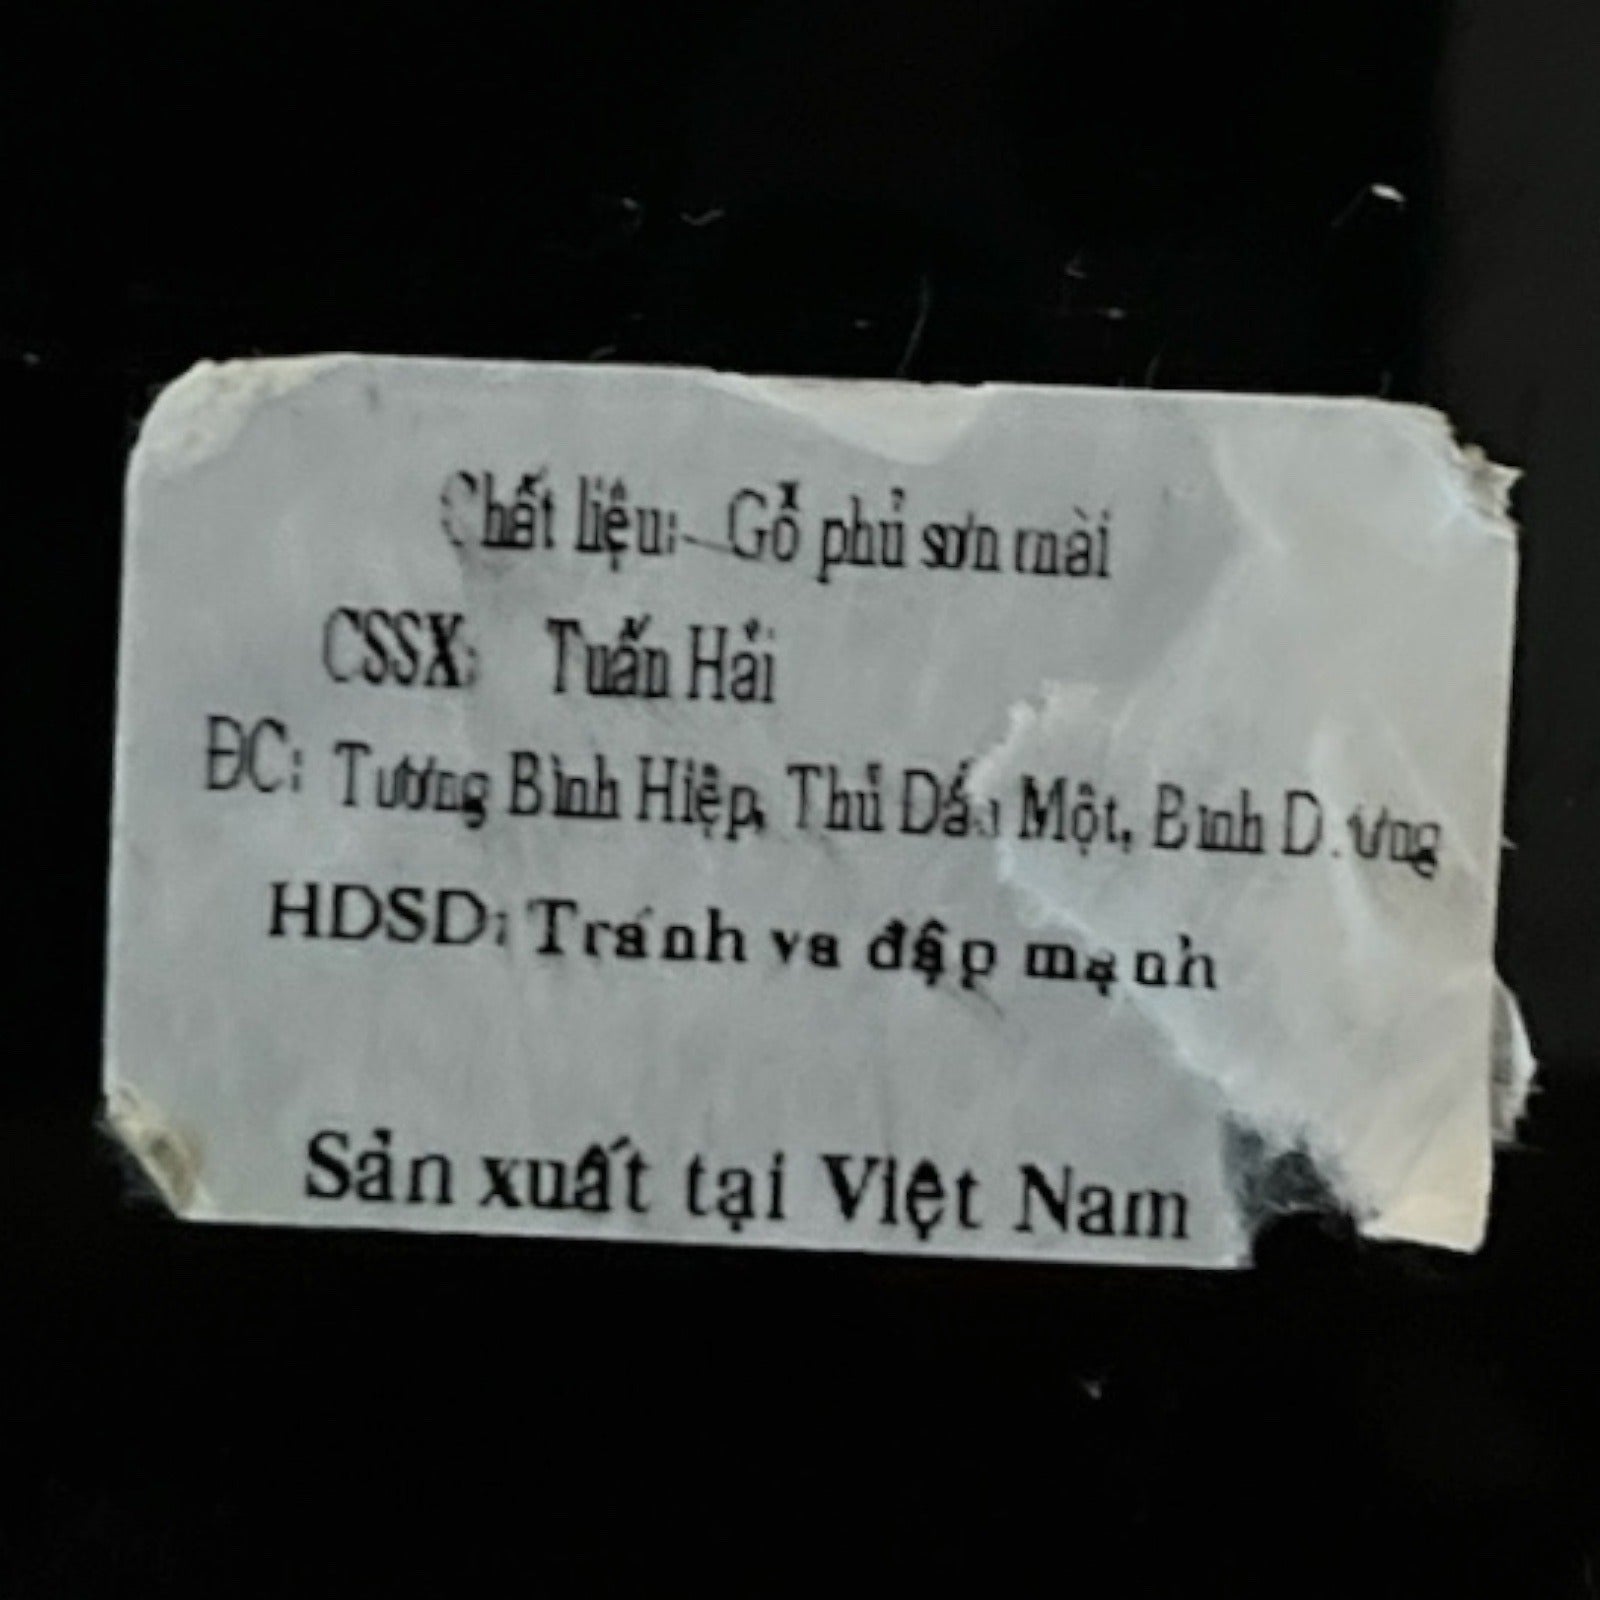 Chất liệu: Gỗ phủ sơn mài
CSSX: Tuấn Hải
ĐC: Tương Bình Hiệp, Thủ Dầu Một, Bình Dương
HDSD: Tránh va đập mạnh
Sản xuất tại Việt Nam